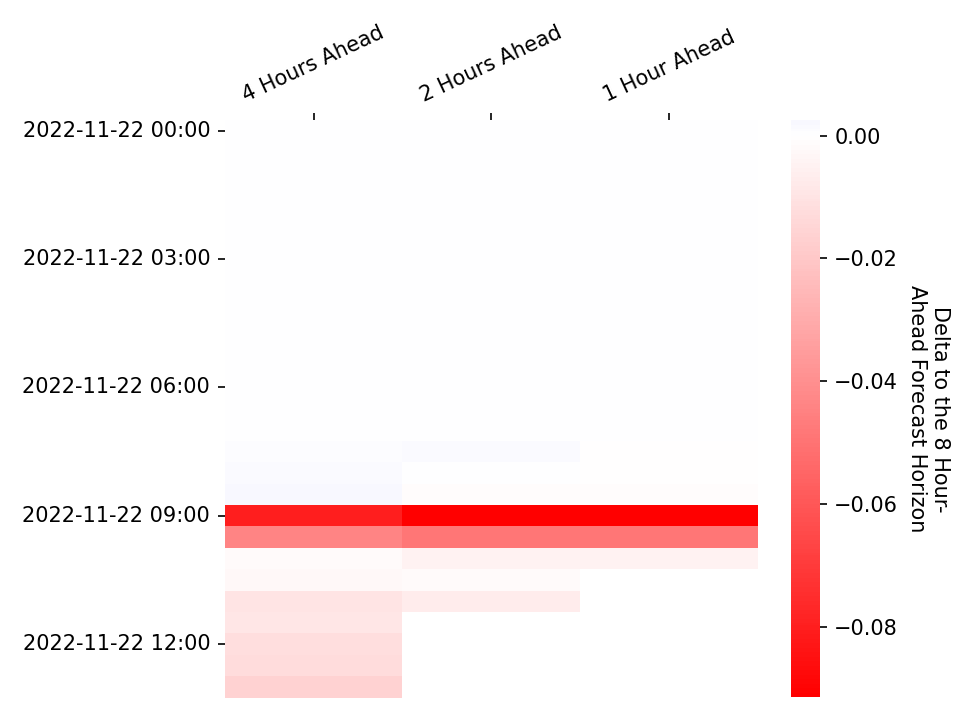 4 Hours Ahead
2 Hours Ahead
1 Hour Ahead
2022-11-22 00:00
2022-11-22 03:00
2022-11-22 06:00
2022-11-22 09:00
2022-11-22 12:00
0.00
−0.02
−0.04
−0.06
−0.08
Delta to the 8 Hour-
Ahead Forecast Horizon